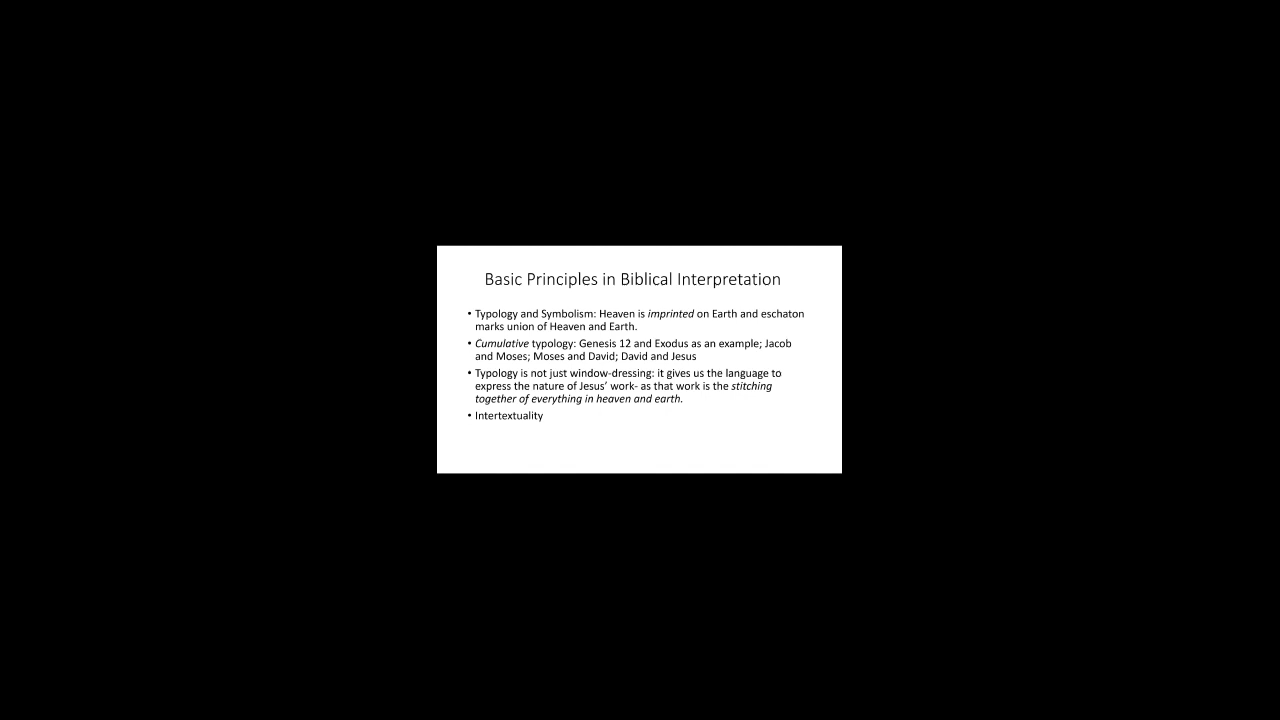 Basic Principles in Biblical Interpretation
• Typology and Symbolism: Heaven is imprinted on Earth and eschaton
marks union of Heaven and Earth.
• Cumulative typology: Genesis 12 and Exodus as an example; Jacob
and Moses; Moses and David; David and Jesus
• Typology is not just window-dressing: it gives us the language to
express the nature of Jesus’ work- as that work is the stitching
together of everything in heaven and earth.
• Intertextuality